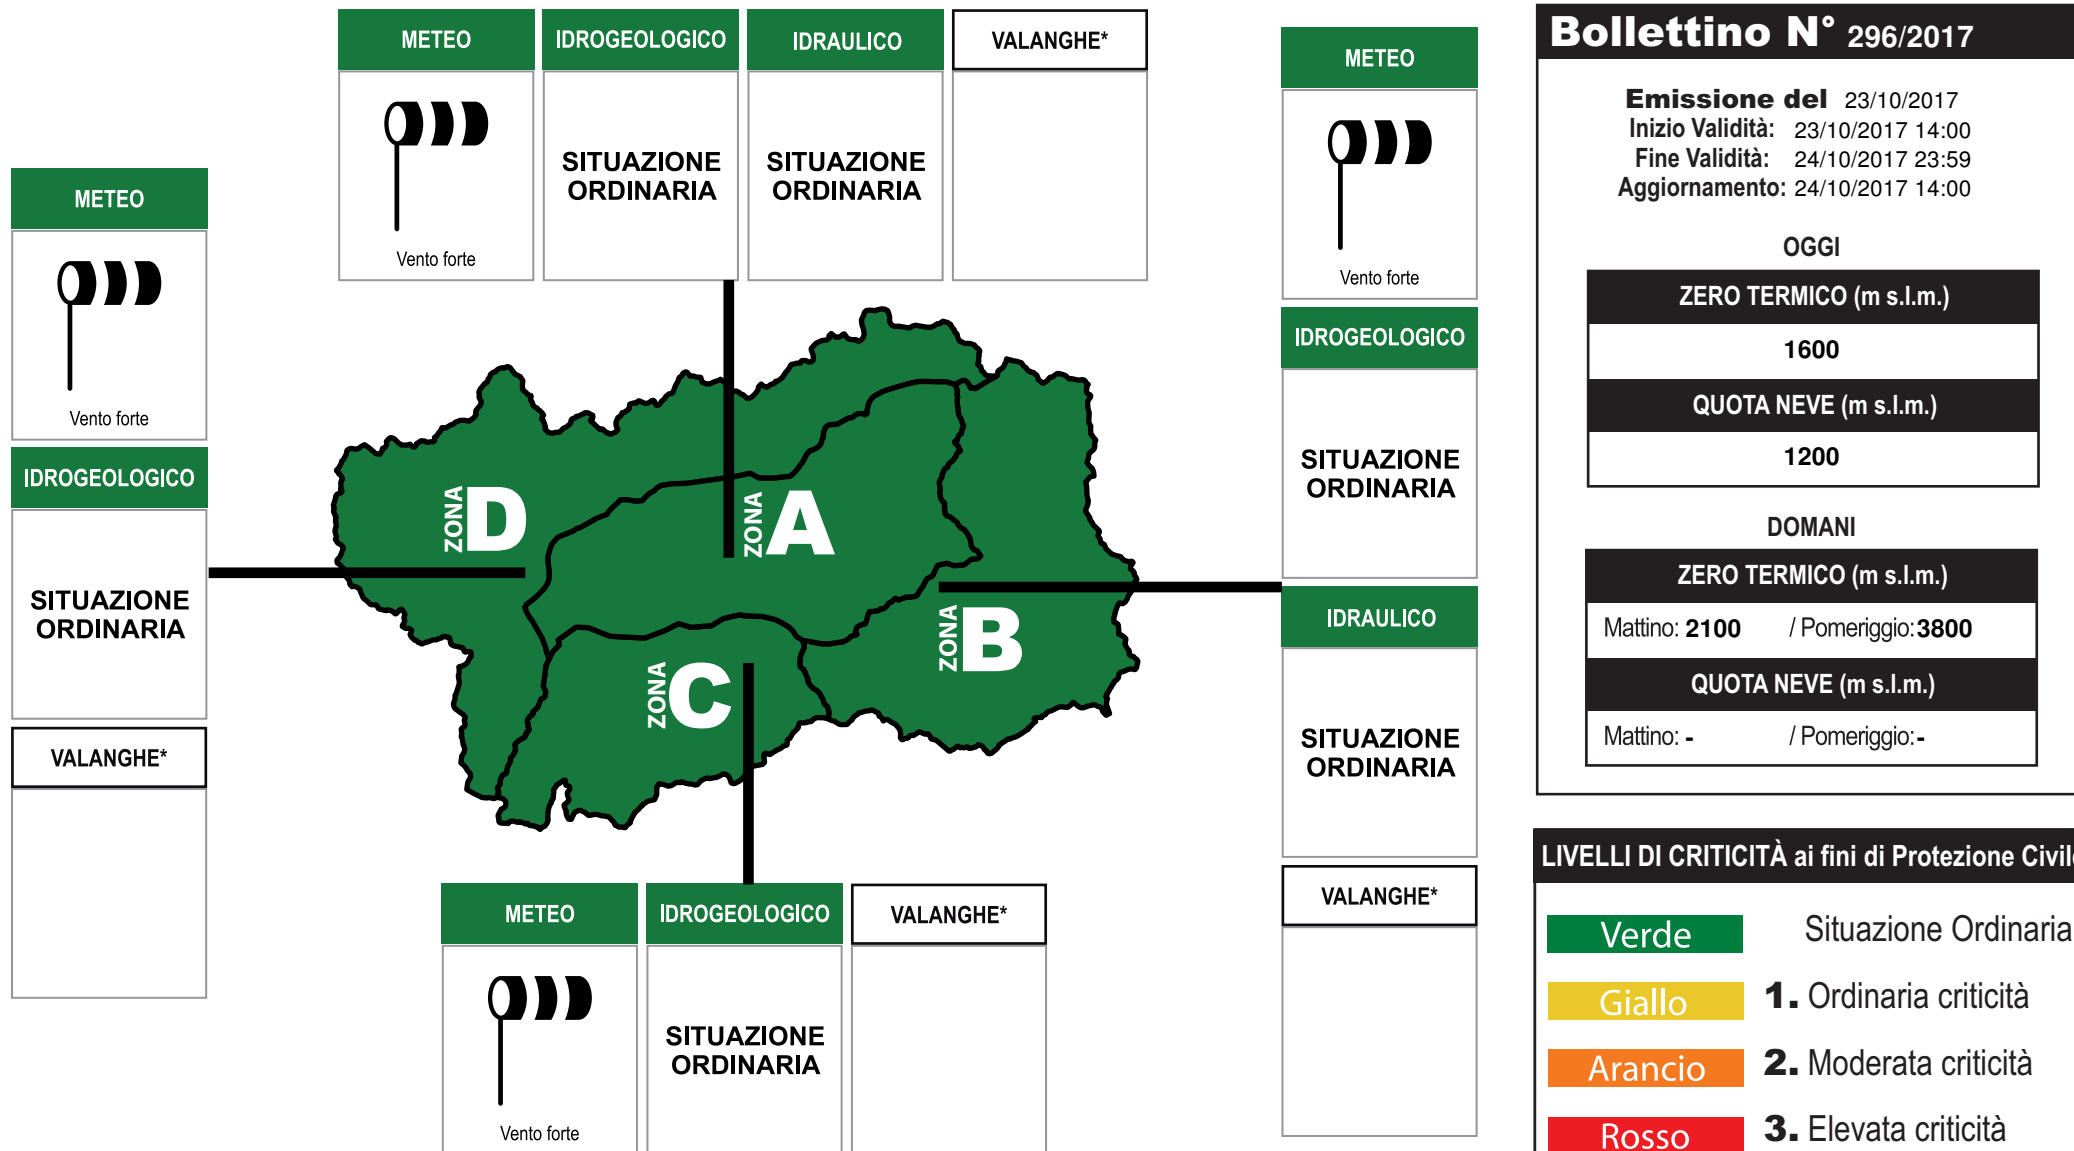 METEO
IDROGEOLOGICO
IDRAULICO
VALANGHE*
Vento forte
SITUAZIONE
ORDINARIA
SITUAZIONE
ORDINARIA
METEO
Vento forte
IDROGEOLOGICO
SITUAZIONE
ORDINARIA
VALANGHE*
ZONA D
ZONA A
ZONA B
ZONA C
METEO
Vento forte
IDROGEOLOGICO
SITUAZIONE
ORDINARIA
IDRAULICO
SITUAZIONE
ORDINARIA
VALANGHE*
METEO
IDROGEOLOGICO
VALANGHE*
Vento forte
SITUAZIONE
ORDINARIA
Bollettino N° 296/2017
Emissione del 23/10/2017
Inizio Validità: 23/10/2017 14:00
Fine Validità: 24/10/2017 23:59
Aggiornamento: 24/10/2017 14:00
OGGI
ZERO TERMICO (m s.l.m.)
1600
QUOTA NEVE (m s.l.m.)
1200
DOMANI
ZERO TERMICO (m s.l.m.)
Mattino: 2100 / Pomeriggio: 3800
QUOTA NEVE (m s.l.m.)
Mattino: - / Pomeriggio: -
LIVELLI DI CRITICITÀ ai fini di Protezione Civile
Verde Situazione Ordinaria
Giallo 1. Ordinaria criticità
Arancio 2. Moderata criticità
Rosso 3. Elevata criticità